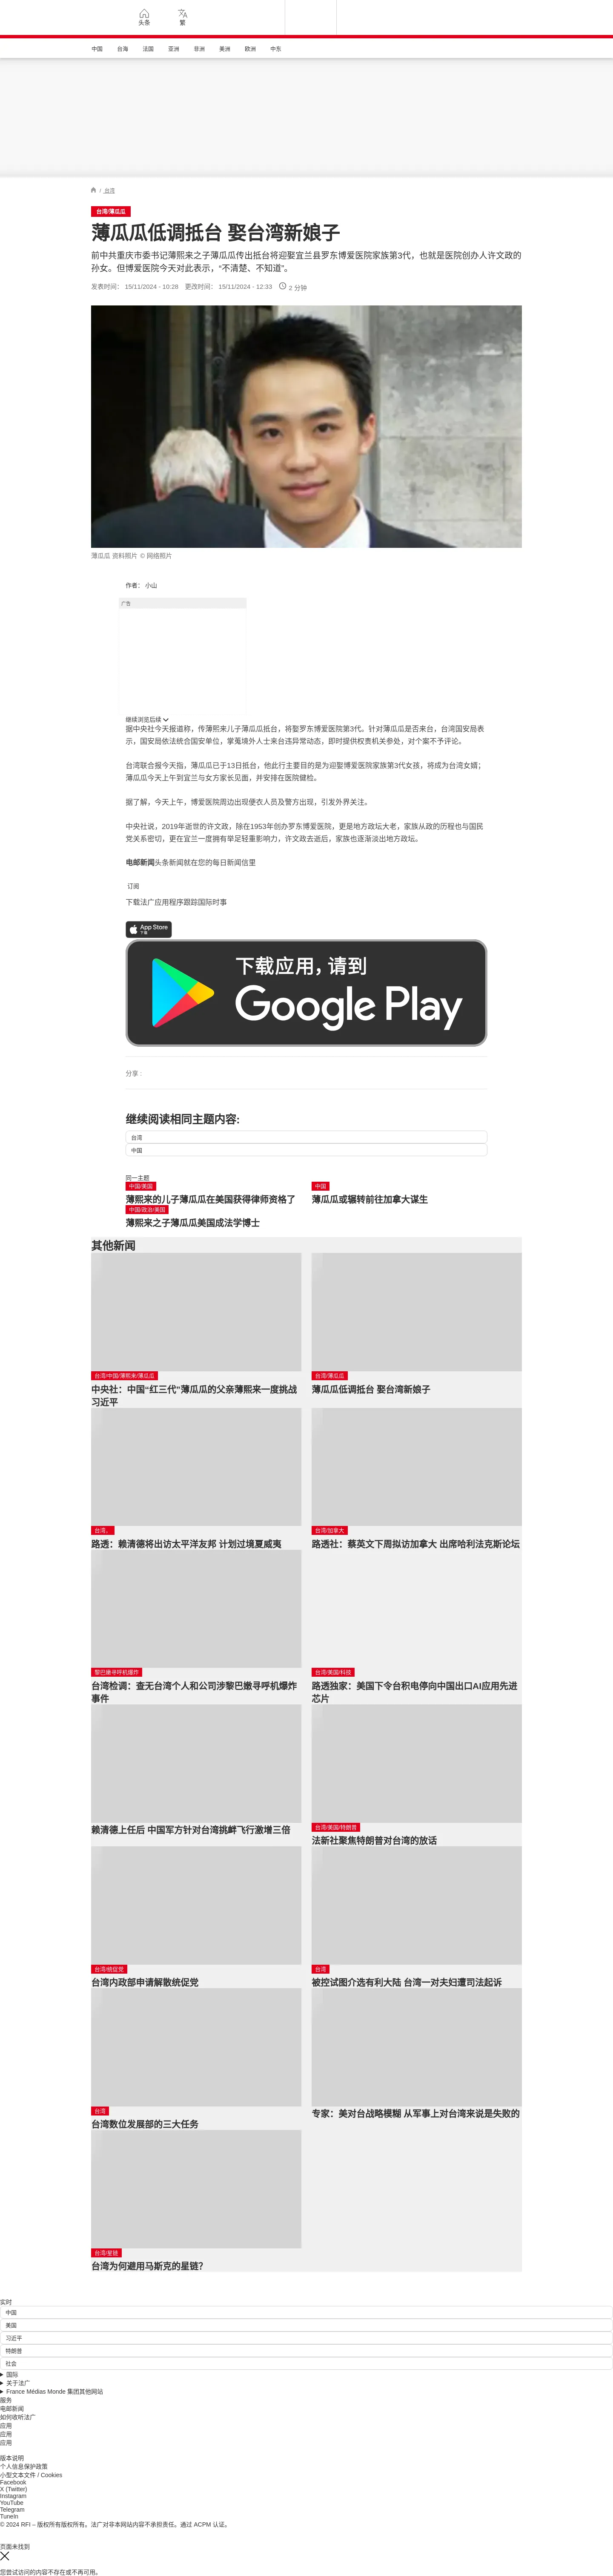 头条
繁
中国
台海
法国
亚洲
非洲
美洲
欧洲
中东
/ 台湾
台湾/薄瓜瓜
薄瓜瓜低调抵台 娶台湾新娘子
前中共重庆市委书记薄熙来之子薄瓜瓜传出抵台将迎娶宜兰县罗东博爱医院家族第3代，也就是医院创办人许文政的
孙女。但博爱医院今天对此表示，“不清楚、不知道”。
发表时间： 15/11/2024 - 10:28 更改时间： 15/11/2024 - 12:33 2 分钟
薄瓜瓜 资料照片 © 网络照片
作者： 小山
广告
继续浏览后续
据中央社今天报道称，传薄熙来儿子薄瓜瓜抵台，将娶罗东博爱医院第3代。针对薄瓜瓜是否来台，台湾国安局表
示，国安局依法统合国安单位，掌蒐境外人士来台违异常动态，即时提供权责机关参处，对个案不予评论。
台湾联合报今天指，薄瓜瓜已于13日抵台，他此行主要目的是为迎娶博爱医院家族第3代女孩，将成为台湾女婿；
薄瓜瓜今天上午到宜兰与女方家长见面，并安排在医院健检。
据了解，今天上午，博爱医院周边出现便衣人员及警方出现，引发外界关注。
中央社说，2019年逝世的许文政，除在1953年创办罗东博爱医院，更是地方政坛大老，家族从政的历程也与国民
党关系密切，更在宜兰一度拥有举足轻重影响力，许文政去逝后，家族也逐渐淡出地方政坛。
电邮新闻头条新闻就在您的每日新闻信里
订阅
下载法广应用程序跟踪国际时事
App Store
下载
下载应用，请到
Google Play
分享 :
继续阅读相同主题内容:
台湾
中国
同一主题
中国/美国
薄熙来的儿子薄瓜瓜在美国获得律师资格了
中国
薄瓜瓜或辗转前往加拿大谋生
中国/政治/美国
薄熙来之子薄瓜瓜美国成法学博士
其他新闻
台湾/中国/薄熙来/薄瓜瓜
中央社：中国“红三代”薄瓜瓜的父亲薄熙来一度挑战
习近平
台湾/薄瓜瓜
薄瓜瓜低调抵台 娶台湾新娘子
台湾，
路透：赖清德将出访太平洋友邦 计划过境夏威夷
台湾/加拿大
路透社：蔡英文下周拟访加拿大 出席哈利法克斯论坛
黎巴嫩寻呼机爆炸
台湾检调：查无台湾个人和公司涉黎巴嫩寻呼机爆炸
事件
台湾/美国/科技
路透独家：美国下令台积电停向中国出口AI应用先进
芯片
赖清德上任后 中国军方针对台湾挑衅飞行激增三倍
台湾/美国/特朗普
法新社聚焦特朗普对台湾的放话
台湾/统促党
台湾内政部申请解散统促党
台湾
被控试图介选有利大陆 台湾一对夫妇遭司法起诉
台湾
台湾数位发展部的三大任务
专家：美对台战略模糊 从军事上对台湾来说是失败的
台湾/星链
台湾为何避用马斯克的星链？
实时
中国
美国
习近平
特朗普
社会
国际
关于法广
France Médias Monde 集团其他网站
服务
电邮新闻
如何收听法广
应用
应用
应用
版本说明
个人信息保护政策
小型文本文件 / Cookies
Facebook
X (Twitter)
Instagram
YouTube
Telegram
TuneIn
© 2024 RFI – 版权所有版权所有。法广对非本网站内容不承担责任。通过 ACPM 认证。
页面未找到
您尝试访问的内容不存在或不再可用。